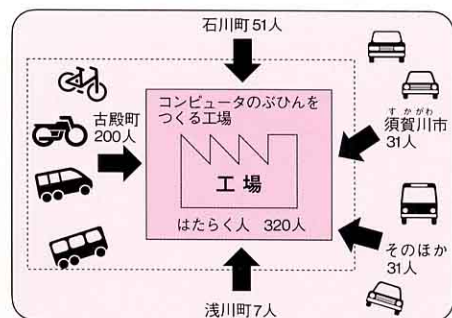 石川町51人
コンピュータのぶひんを
つくる工場
工場
はたらく人 320人
古殿町
200人
すかがわ
須賀川市
31人
そのほか
31人
浅川町7人